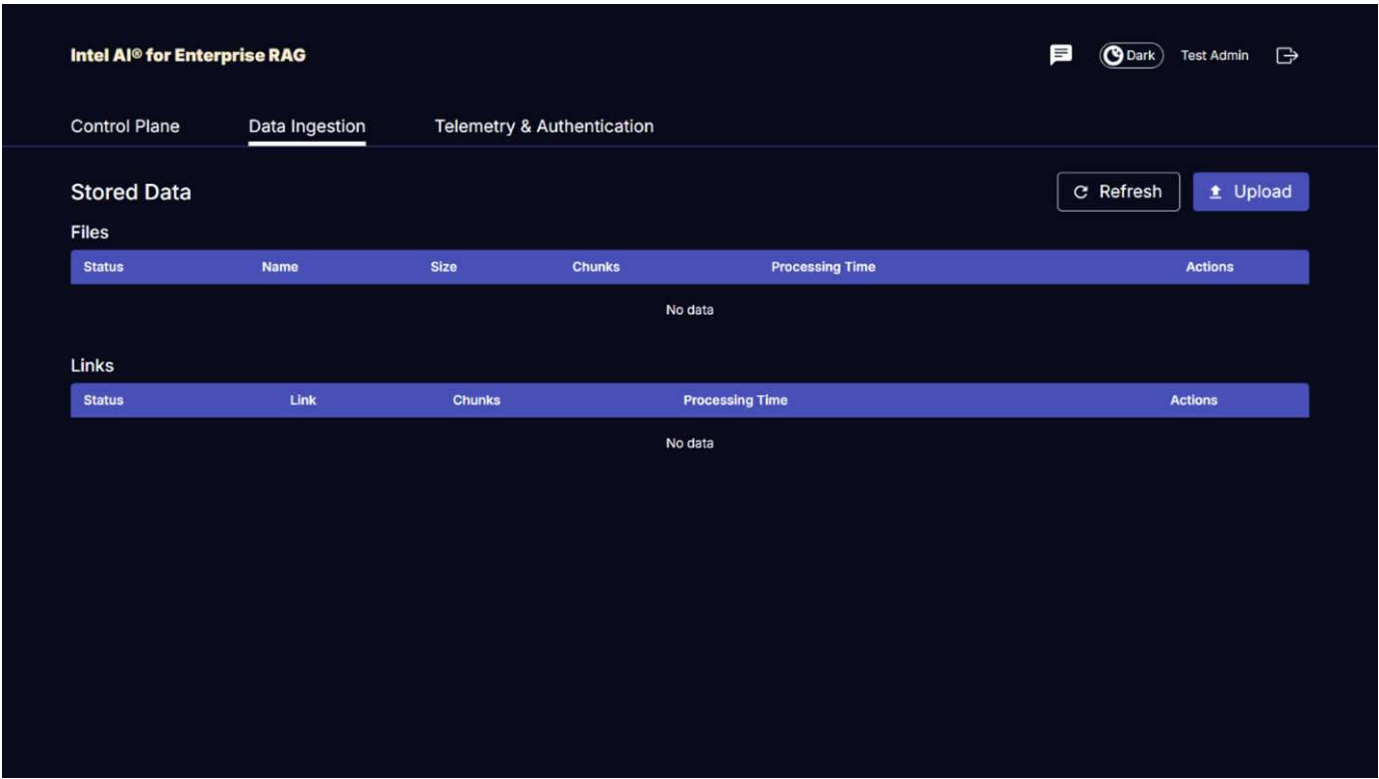 Intel AI® for Enterprise RAG
Dark
Test Admin
Control Plane
Data Ingestion
Telemetry & Authentication
Stored Data
Refresh
Upload
Files
Status Name Size Chunks Processing Time Actions
No data
Links
Status Link Chunks Processing Time Actions
No data